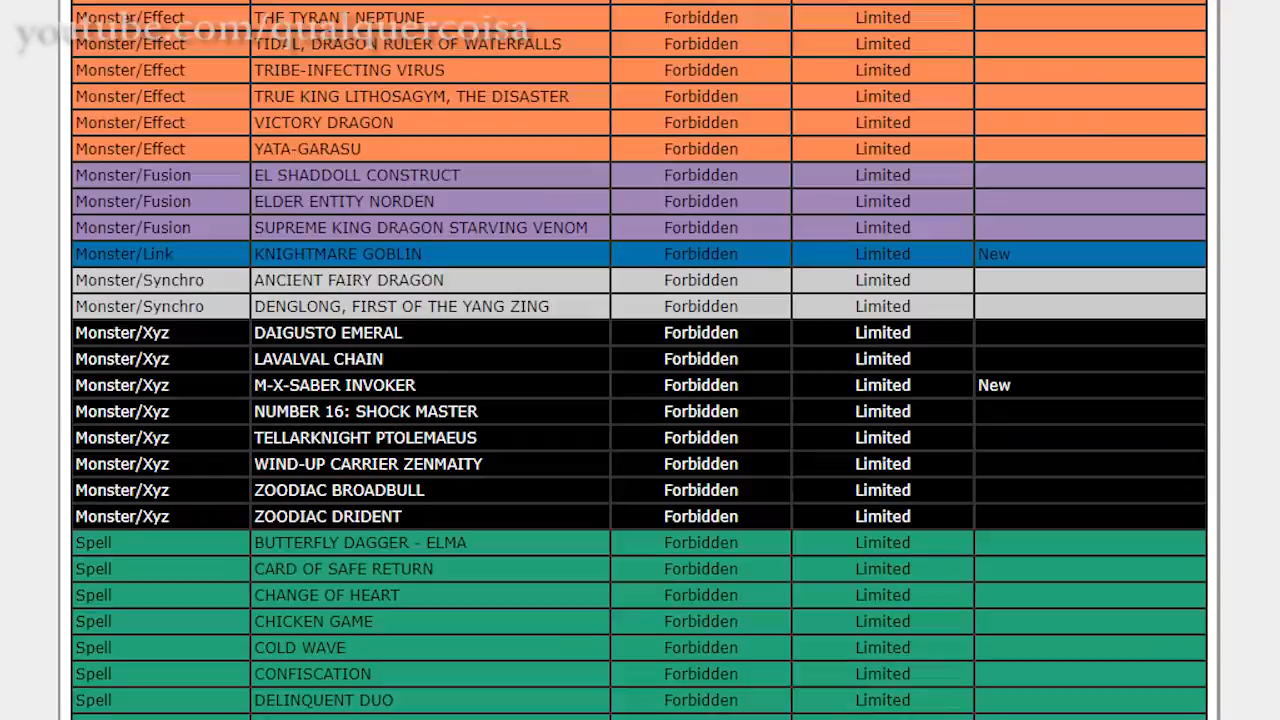 youtube.com/qualquercoisa
Monster/Effect THE TYRANT NEPTUNE Forbidden Limited
Monster/Effect TIDAL, DRAGON RULER OF WATERFALLS Forbidden Limited
Monster/Effect TRIBE-INFECTING VIRUS Forbidden Limited
Monster/Effect TRUE KING LITHOSAGYM, THE DISASTER Forbidden Limited
Monster/Effect VICTORY DRAGON Forbidden Limited
Monster/Effect YATA-GARASU Forbidden Limited
Monster/Fusion EL SHADDOLL CONSTRUCT Forbidden Limited
Monster/Fusion ELDER ENTITY NORDEN Forbidden Limited
Monster/Fusion SUPREME KING DRAGON STARVING VENOM Forbidden Limited
Monster/Link KNIGHTMARE GOBLIN Forbidden Limited New
Monster/Synchro ANCIENT FAIRY DRAGON Forbidden Limited
Monster/Synchro DENGLONG, FIRST OF THE YANG ZING Forbidden Limited
Monster/Xyz DAIGUSTO EMERAL Forbidden Limited
Monster/Xyz LAVALVAL CHAIN Forbidden Limited
Monster/Xyz M-X-SABER INVOKER Forbidden Limited New
Monster/Xyz NUMBER 16: SHOCK MASTER Forbidden Limited
Monster/Xyz TELLARKNIGHT PTOLEMAEUS Forbidden Limited
Monster/Xyz WIND-UP CARRIER ZENMAITY Forbidden Limited
Monster/Xyz ZOODIAC BROADBULL Forbidden Limited
Monster/Xyz ZOODIAC DRIDENT Forbidden Limited
Spell BUTTERFLY DAGGER - ELMA Forbidden Limited
Spell CARD OF SAFE RETURN Forbidden Limited
Spell CHANGE OF HEART Forbidden Limited
Spell CHICKEN GAME Forbidden Limited
Spell COLD WAVE Forbidden Limited
Spell CONFISCATION Forbidden Limited
Spell DELINQUENT DUO Forbidden Limited